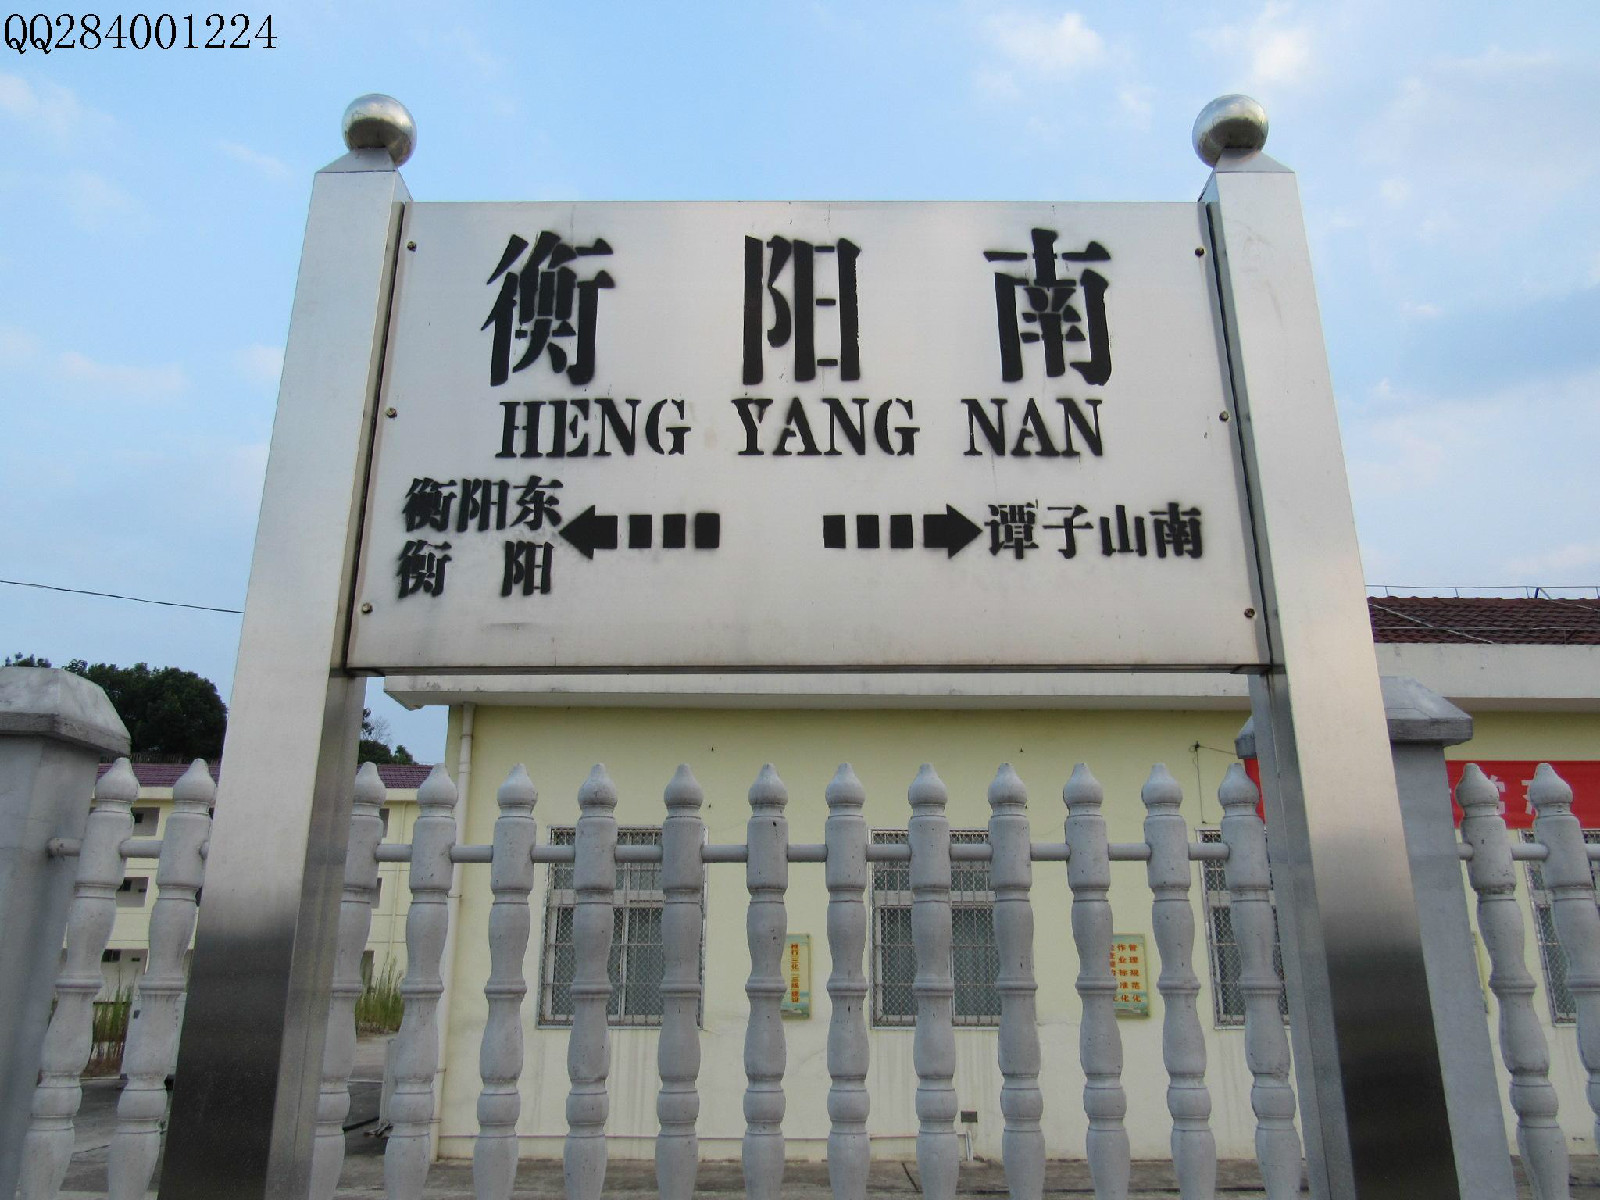 QQ284001224
衡阳南
HENG YANG NAN
衡阳东
衡 阳
谭子山南